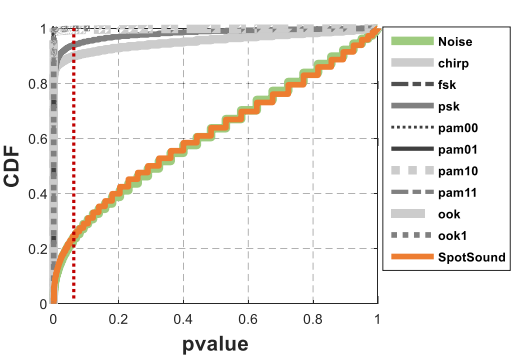 1
0.8
0.6
0.4
0.2
0
CDF
0
0.2
0.4
0.6
0.8
1
pvalue
Noise
chirp
fsk
psk
pam00
pam01
pam10
pam11
ook
ook1
SpotSound